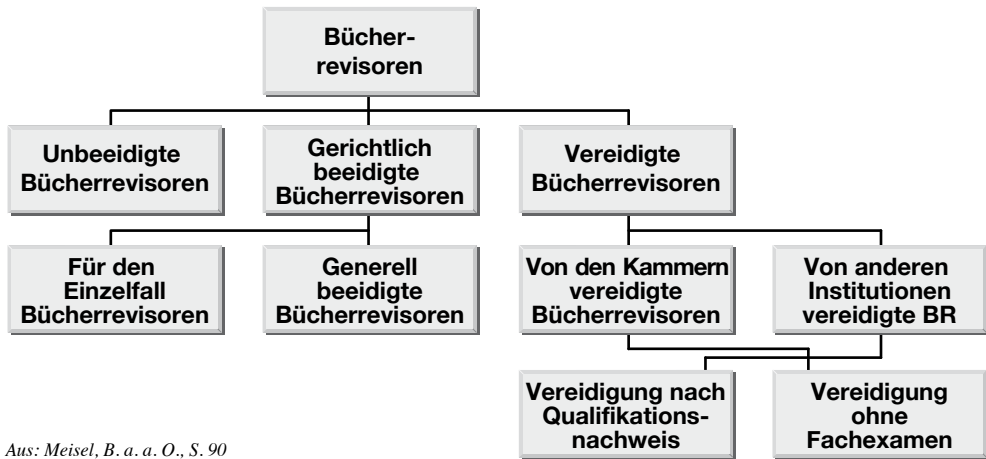 Bücher-
revisoren
Unbeeidigte
Bücherrevisoren
Gerichtlich
beeidigte
Bücherrevisoren
Vereidigte
Bücherrevisoren
Für den
Einzelfall
Bücherrevisoren
Generell
beeidigte
Bücherrevisoren
Von den Kammern
vereidigte
Bücherrevisoren
Von anderen
Institutionen
vereidigte BR
Vereidigung nach
Qualifikations-
nachweis
Vereidigung
ohne
Fachexamen
Aus: Meisel, B. a. a. O., S. 90